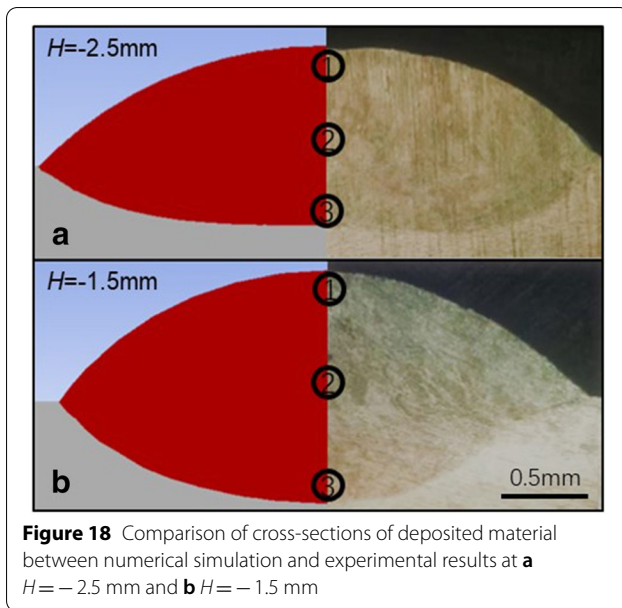 H=-2.5mm
1
2
3
a
H=-1.5mm
1
2
3
b
0.5mm
Figure 18 Comparison of cross-sections of deposited material
between numerical simulation and experimental results at a
H = − 2.5 mm and b H = − 1.5 mm